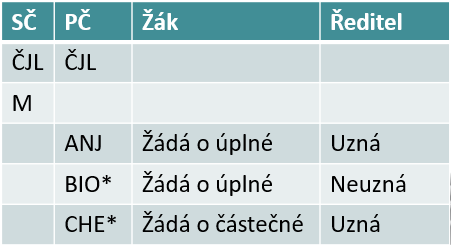 SČ PČ Žák Ředitel
ČJL ČJL
M
ANJ Žádá o úplné Uzná
BIO* Žádá o úplné Neuzná
CHE* Žádá o částečné Uzná